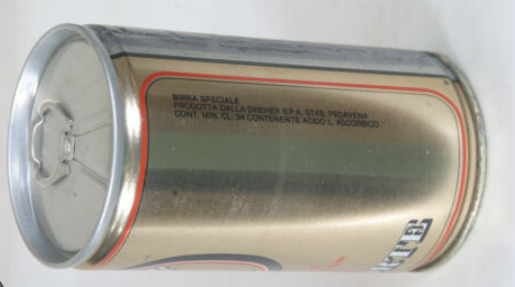 BIRRA SPECIALE
PRODOTTA DALLA DREHER S.P.A. STAB. PEDAVENA
CONT. MIN. CL. 34 CONTENENTE ACIDO L. ASCORBICO